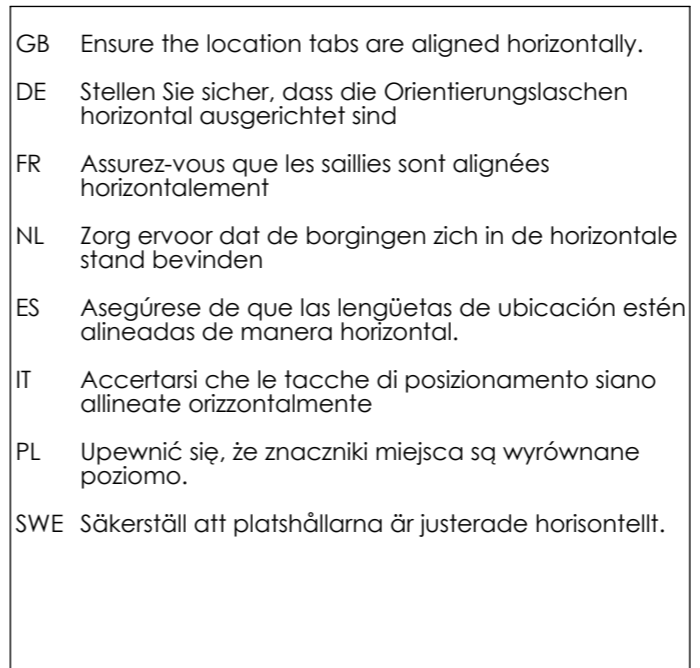 GB Ensure the location tabs are aligned horizontally.
DE Stellen Sie sicher, dass die Orientierungslaschen
horizontal ausgerichtet sind
FR Assurez-vous que les saillies sont alignées
horizontalement
NL Zorg ervoor dat de borgingen zich in de horizontale
stand bevinden
ES Asegúrese de que las lengüetas de ubicación estén
alineadas de manera horizontal.
IT Accertarsi che le tacche di posizionamento siano
allineate orizzontalmente
PL Upewnić się, że znaczniki miejsca są wyrównane
poziomo.
SWE Säkerställ att platshållarna är justerade horisontellt.